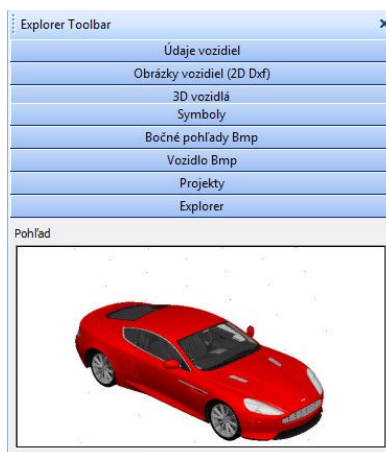 Explorer Toolbar
Údaje vozidiel
Obrázky vozidiel (2D Dxf)
3D vozidlá
Symboly
Bočné pohľady Bmp
Vozidlo Bmp
Projekty
Explorer
Pohľad